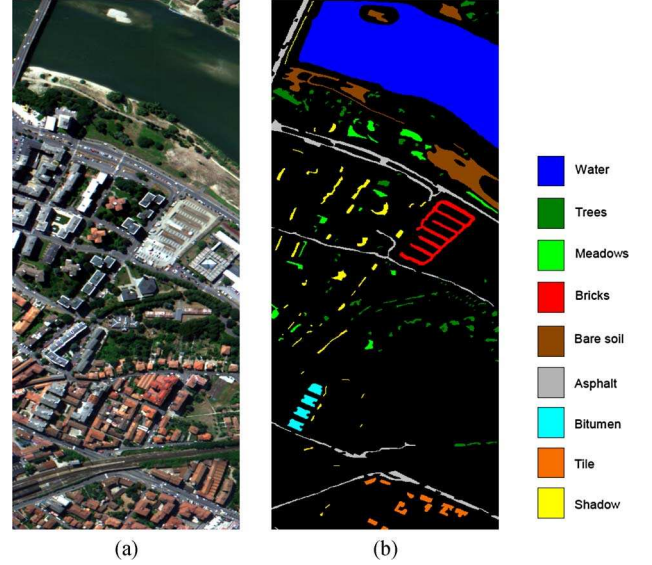 Water
Trees
Meadows
Bricks
Bare soil
Asphalt
Bitumen
Tile
Shadow
(a)
(b)